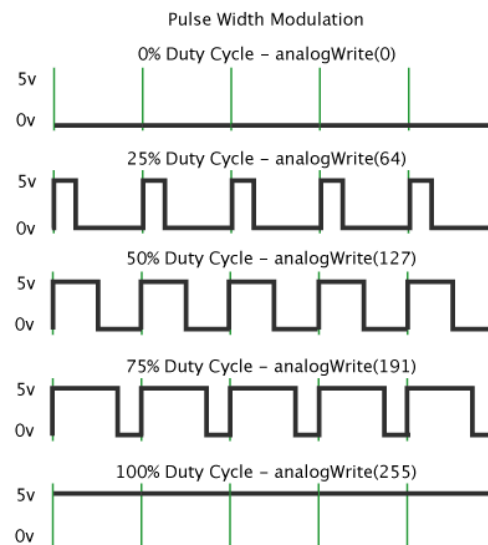 Pulse Width Modulation
0% Duty Cycle – analogWrite(0)
5v
0v
25% Duty Cycle – analogWrite(64)
5v
0v
50% Duty Cycle – analogWrite(127)
5v
0v
75% Duty Cycle – analogWrite(191)
5v
0v
100% Duty Cycle – analogWrite(255)
5v
0v